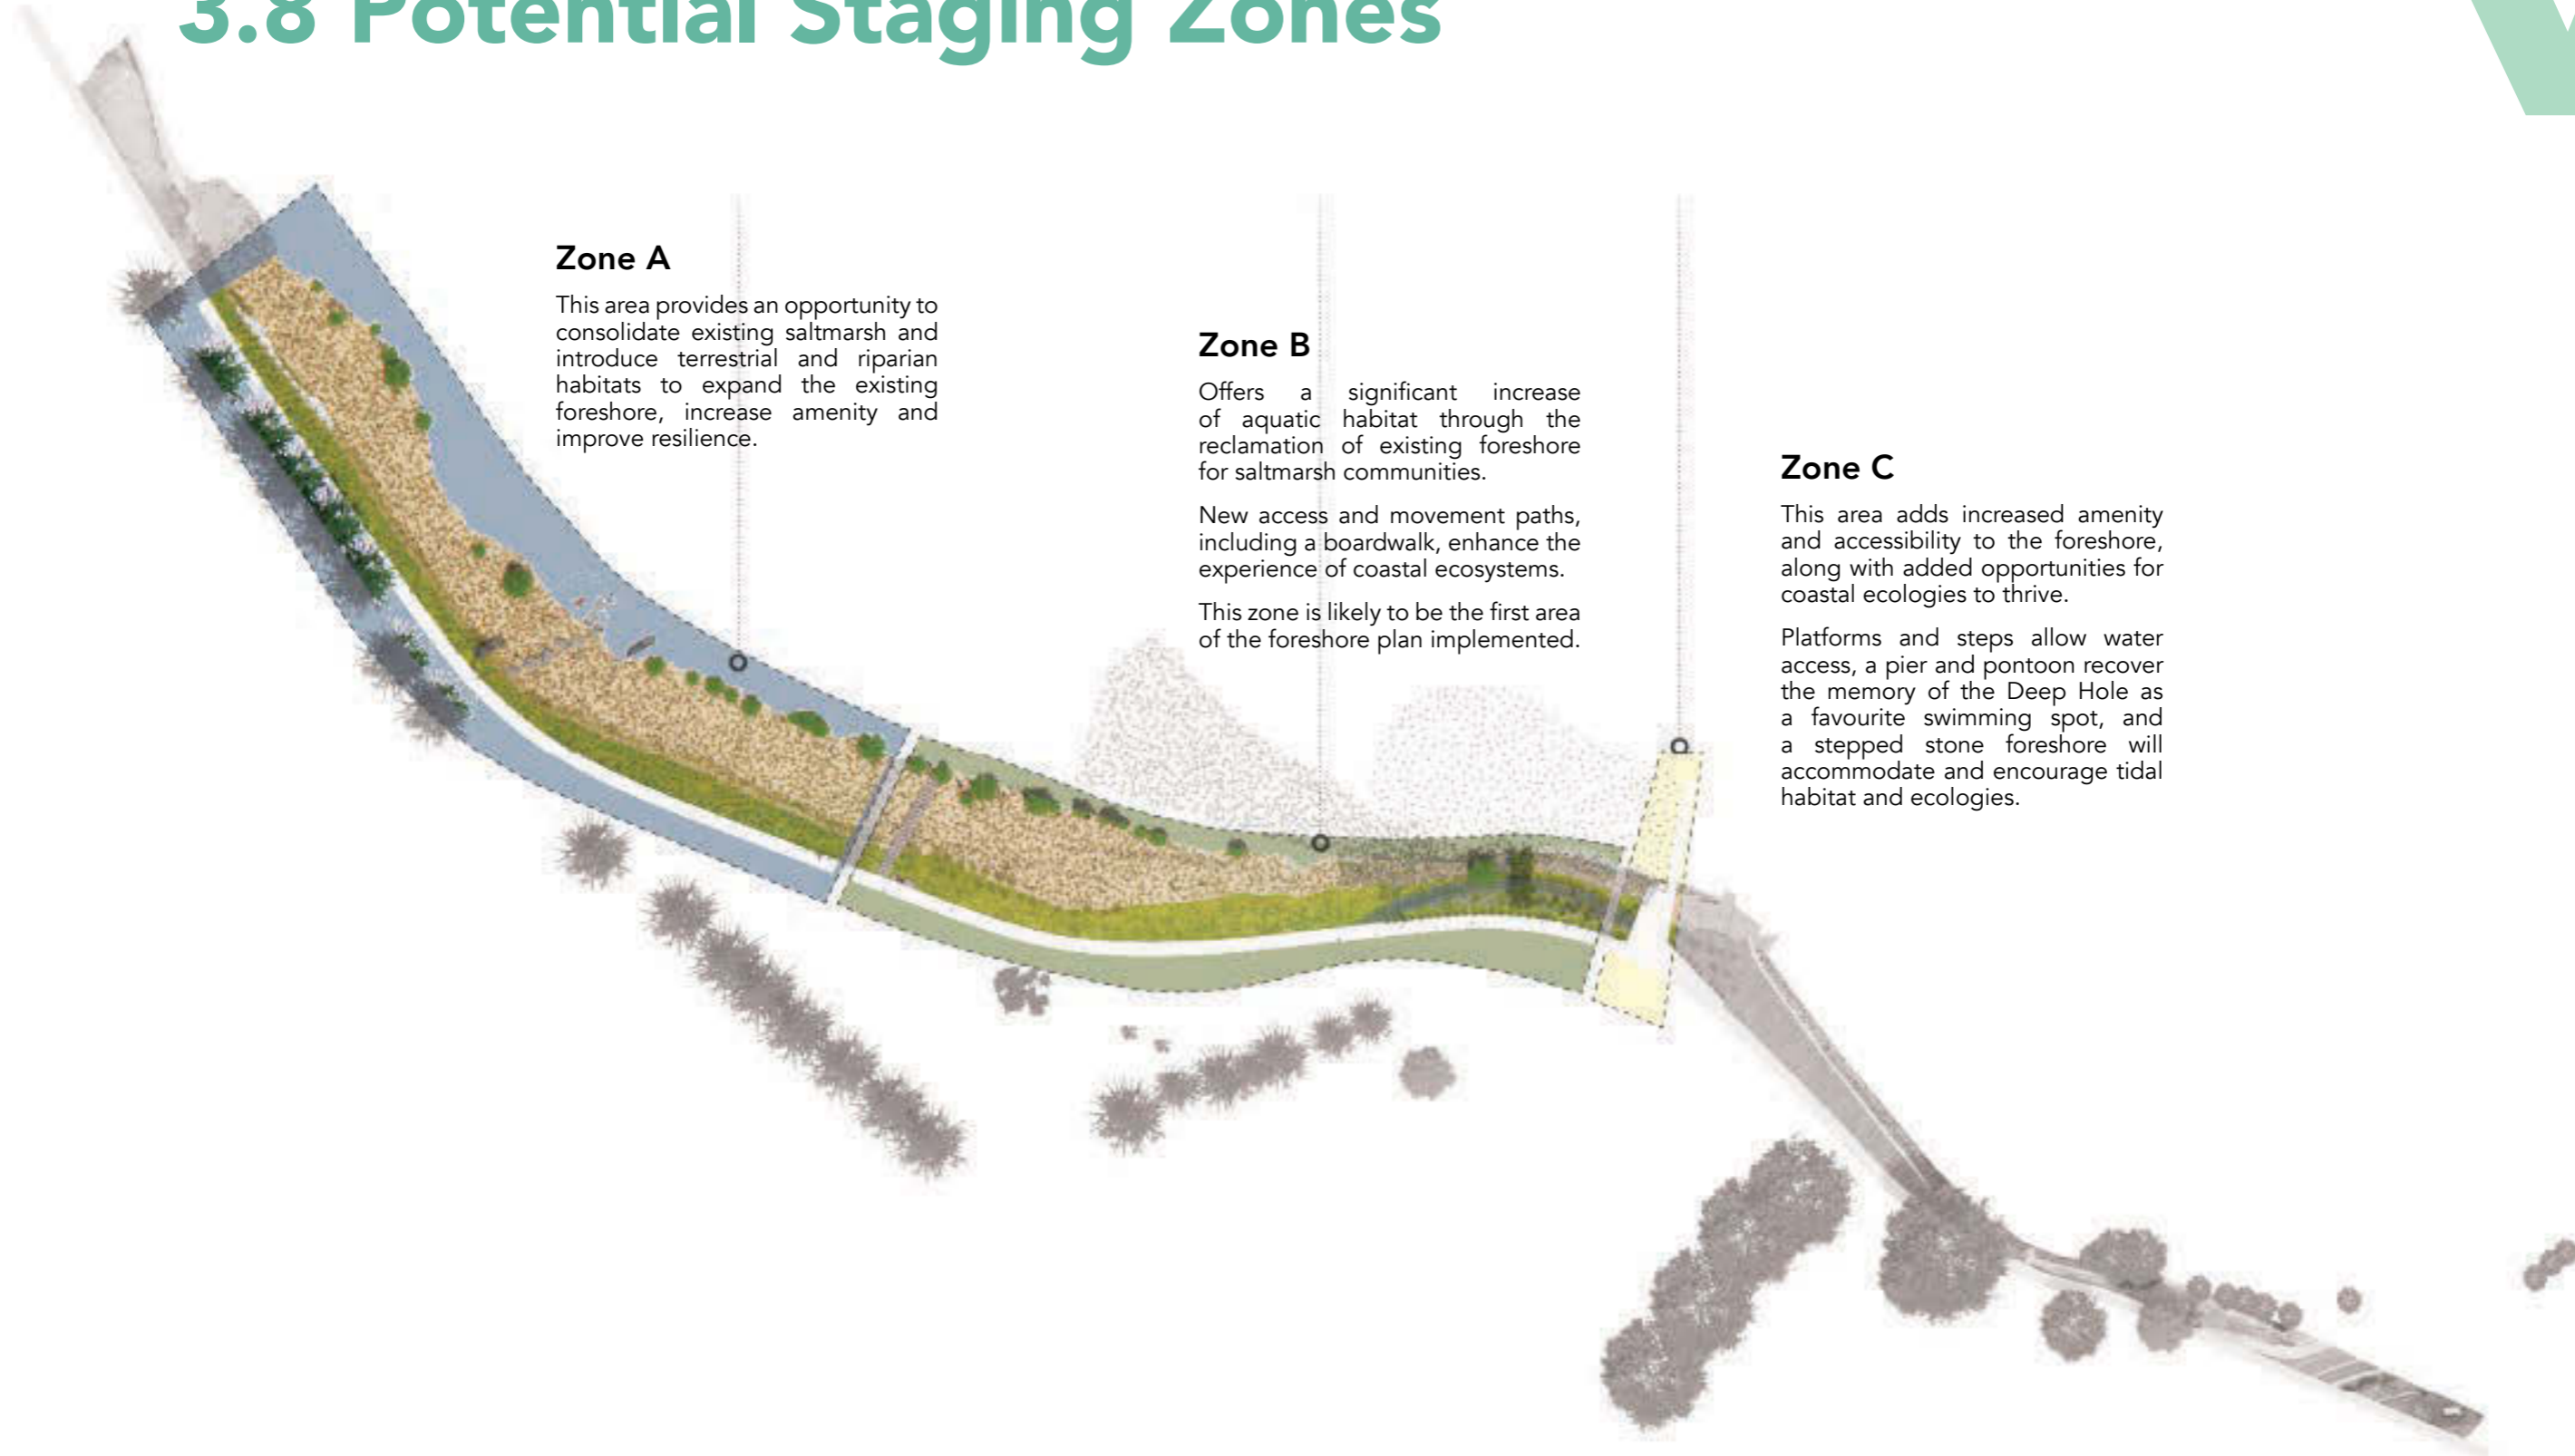 3.8 Potential Staging Zones
Zone A
This area provides an opportunity to
consolidate existing saltmarsh and
introduce terrestrial and riparian
habitats to expand the existing
foreshore, increase amenity and
improve resilience.
Zone B
Offers a significant increase
of aquatic habitat through the
reclamation of existing foreshore
for saltmarsh communities.
New access and movement paths,
including a boardwalk, enhance the
experience of coastal ecosystems.
This zone is likely to be the first area
of the foreshore plan implemented.
Zone C
This area adds increased amenity
and accessibility to the foreshore,
along with added opportunities for
coastal ecologies to thrive.
Platforms and steps allow water
access, a pier and pontoon recover
the memory of the Deep Hole as
a favourite swimming spot, and
a stepped stone foreshore will
accommodate and encourage tidal
habitat and ecologies.